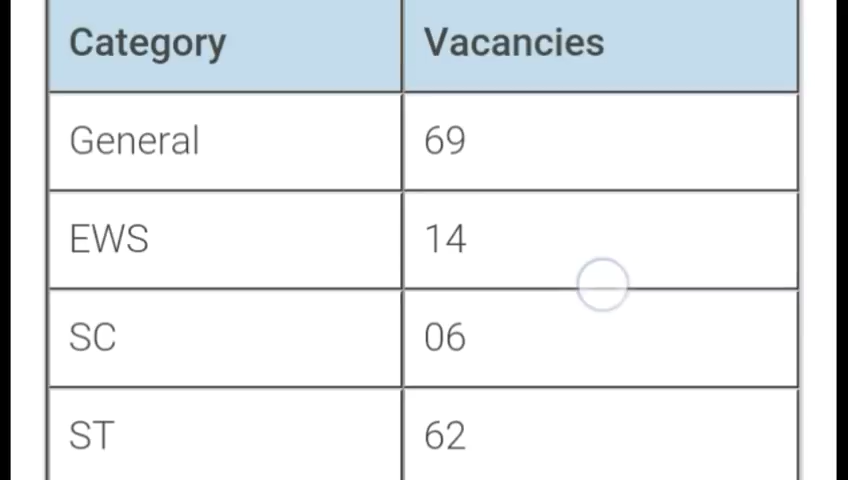 Category Vacancies
General 69
EWS 14
SC 06
ST 62